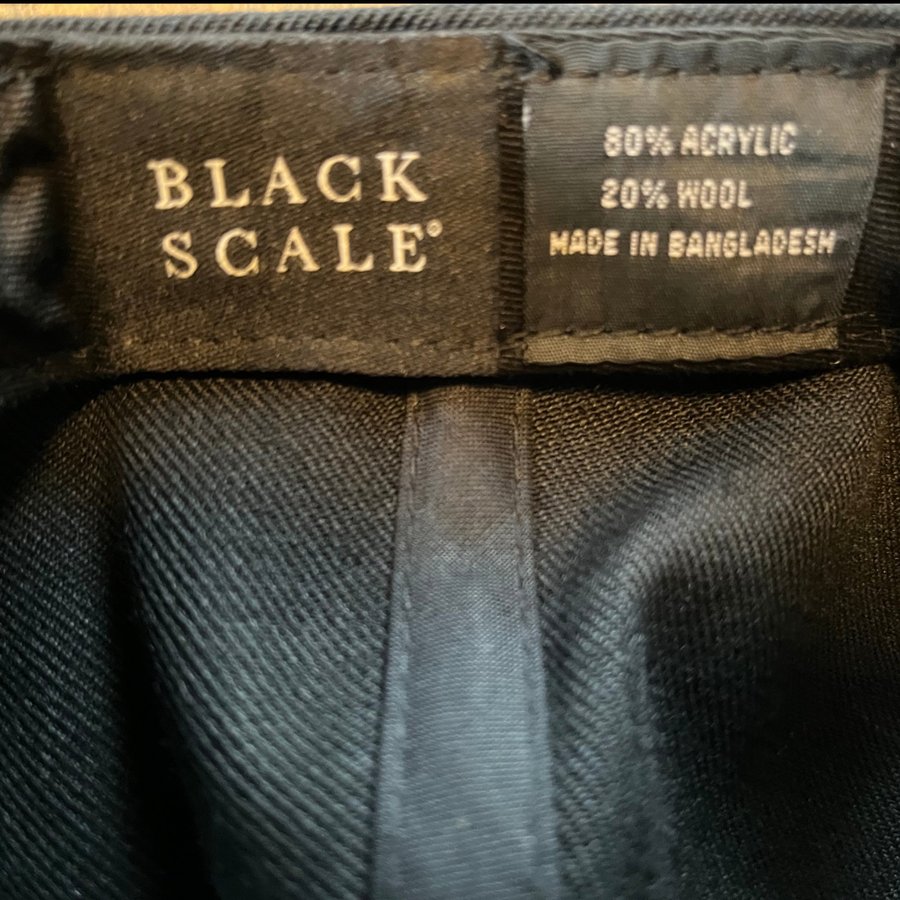 BLACK
SCALE°
80% ACRYLIC
20% WOOL
MADE IN BANGLADESH